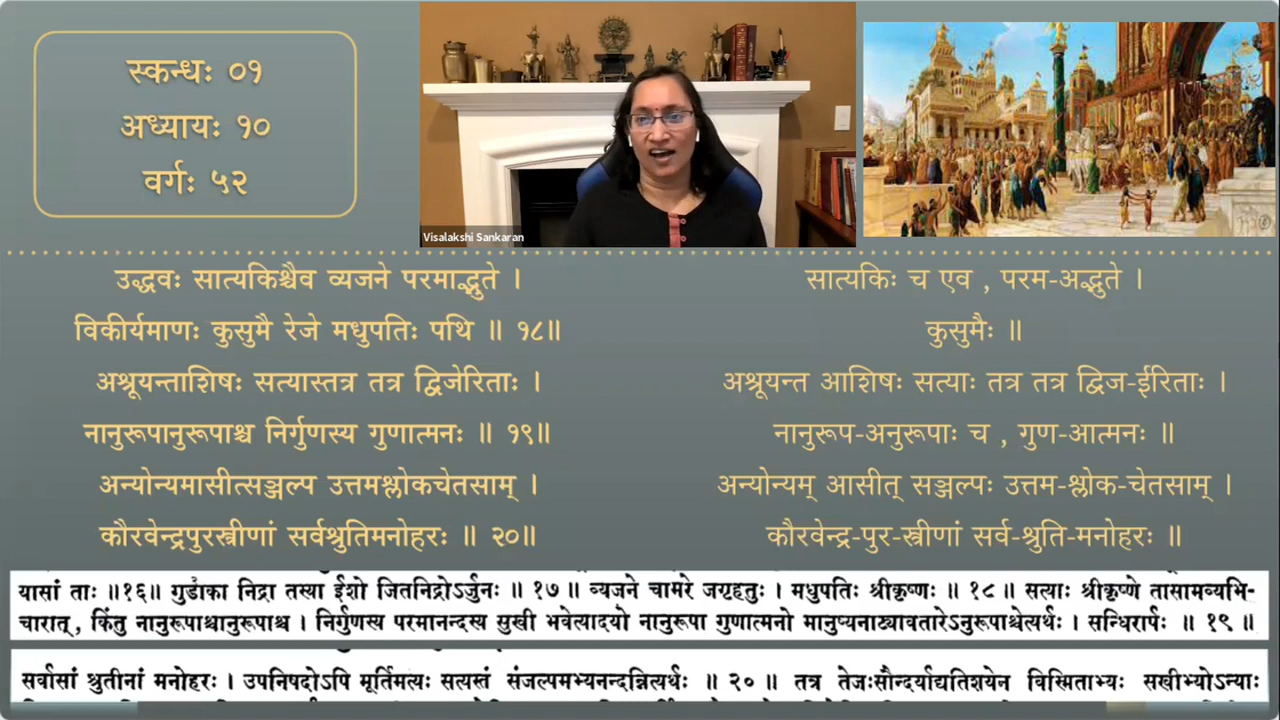 स्कन्धः ०१
अध्यायः १०
वर्गः ५२
Visalakshi Sankaran
उद्धवः सात्यकिश्चैव व्यजने परमाद्भुते ।
विकीर्यमाणः कुसुमै रेजे मधुपतिः पथि ॥ १८॥
अश्रूयन्ताशिषः सत्यास्तत्र तत्र द्विजेरिताः ।
नानुरूपानुरूपाश्च निर्गुणस्य गुणात्मनः ॥ १९॥
अन्योन्यमासीत्सञ्जल्प उत्तमश्लोकचेतसाम् ।
कौरवेन्द्रपुरस्त्रीणां सर्वश्रुतिमनोहरः ॥ २०॥
सात्यकिः च एव , परम-अद्भुते ।
कुसुमैः ॥
अश्रूयन्त आशिषः सत्याः तत्र तत्र द्विज-ईरिताः ।
नानुरूप-अनुरूपाः च , गुण-आत्मनः ॥
अन्योन्यम् आसीत् सञ्जल्पः उत्तम-श्लोक-चेतसाम् ।
कौरवेन्द्र-पुर-स्त्रीणां सर्व-श्रुति-मनोहरः ॥
यासां ताः ॥१६॥ गुडाका निद्रा तस्या ईशो जितनिद्रोऽर्जुनः ॥ १७ ॥ व्यजने चामरे जगृहतुः । मधुपतिः श्रीकृष्णः ॥ १८ ॥ सत्याः श्रीकृष्णे तासामव्यभि-
चारात्, किंतु नानुरूपाश्चानुरूपाश्च । निर्गुणस्य परमानन्दस्य सुखी भवेत्यादयो नानुरूपा गुणात्मनो मानुष्यनाट्यावतारेऽनुरूपाश्चेत्यर्थः । सन्धिरार्षः ॥ १९ ॥
सर्वासां श्रुतीनां मनोहरः । उपनिषदोऽपि मूर्तिमत्यः सत्यस्तं संजल्पमभ्यनन्दन्नित्यर्थः ॥ २० ॥ तत्र तेजःसौन्दर्याद्यतिशयेन विस्मिताभ्यः सखीभ्योऽन्याः